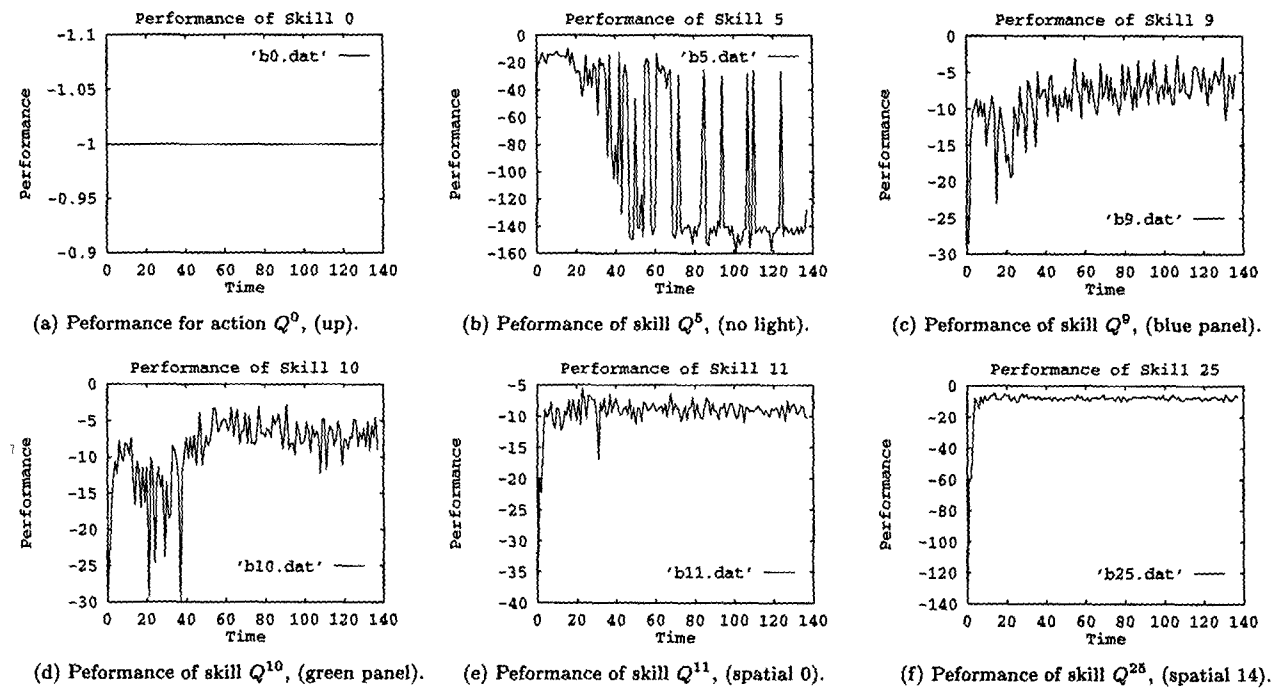 Performance of Skill 0
-1.1
-1.05
-1
-0.95
-0.9
Performance
'b0.dat'
0 20 40 60 80 100 120 140
Time
(a) Peformance for action Q⁰, (up).
Performance of Skill 5
0
-20
-40
-60
-80
-100
-120
-140
-160
Performance
'b5.dat'
0 20 40 60 80 100 120 140
Time
(b) Peformance of skill Q⁵, (no light).
Performance of Skill 9
0
-5
-10
-15
-20
-25
-30
Performance
'b9.dat'
0 20 40 60 80 100 120 140
Time
(c) Peformance of skill Q⁹, (blue panel).
Performance of Skill 10
0
-5
-10
-15
-20
-25
-30
Performance
'b10.dat'
0 20 40 60 80 100 120 140
Time
(d) Peformance of skill Q¹⁰, (green panel).
Performance of Skill 11
-5
-10
-15
-20
-25
-30
-35
-40
Performance
'b11.dat'
0 20 40 60 80 100 120 140
Time
(e) Peformance of skill Q¹¹, (spatial 0).
Performance of Skill 25
0
-20
-40
-60
-80
-100
-120
-140
Performance
'b25.dat'
0 20 40 60 80 100 120 140
Time
(f) Peformance of skill Q²⁵, (spatial 14).